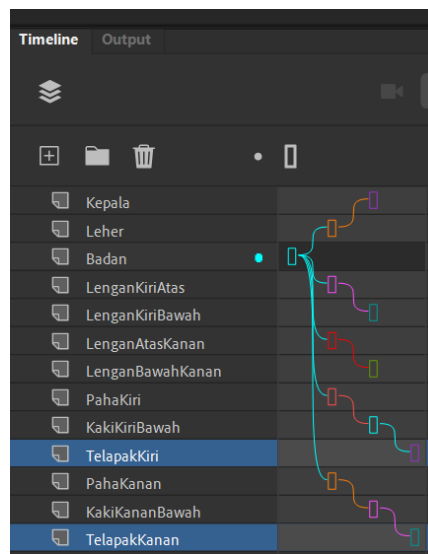 Timeline Output
Kepala
Leher
Badan
LenganKiriAtas
LenganKiriBawah
LenganAtasKanan
LenganBawahKanan
PahaKiri
KakiKiriBawah
TelapakKiri
PahaKanan
KakiKananBawah
TelapakKanan